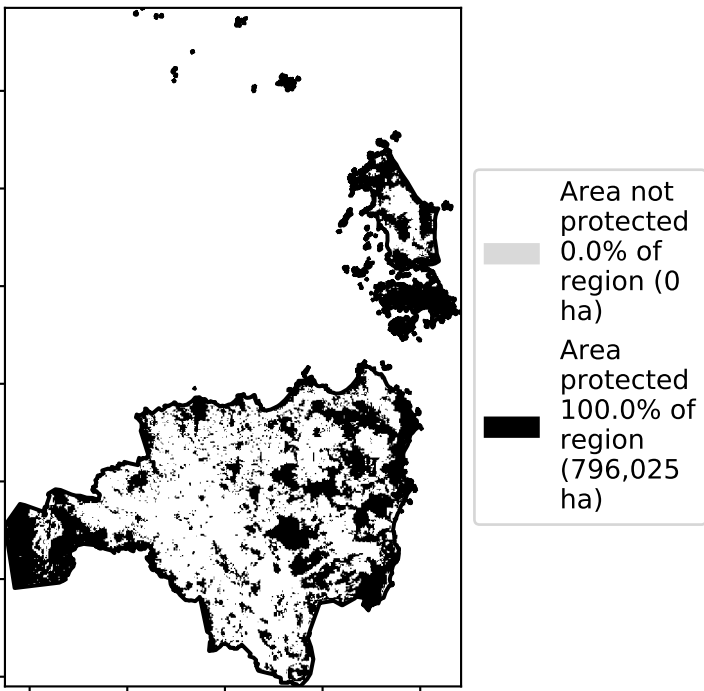 Area not
protected
0.0% of
region (0
ha)
Area
protected
100.0% of
region
(796,025
ha)